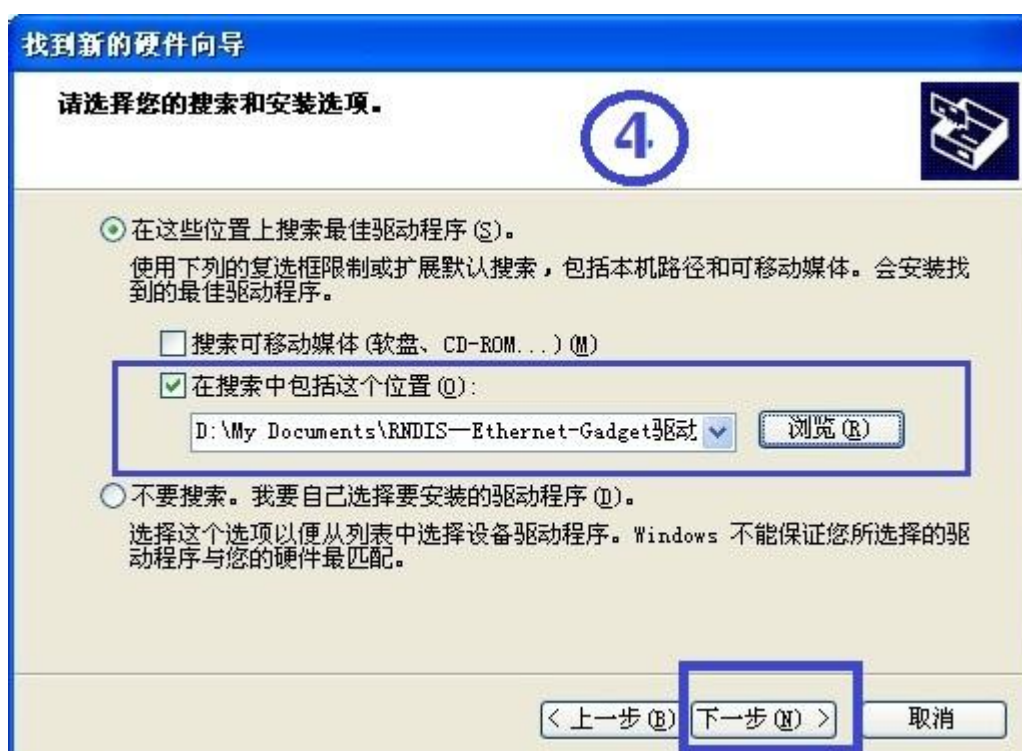 找到新的硬件向导
请选择您的搜索和安装选项。
4
在这些位置上搜索最佳驱动程序(S)。
使用下列的复选框限制或扩展默认搜索，包括本机路径和可移动媒体。会安装找
到的最佳驱动程序。
搜索可移动媒体(软盘、CD-ROM...)(M)
在搜索中包括这个位置(O):
D:\My Documents\RNDIS—Ethernet-Gadget驱动
浏览(R)
不要搜索。我要自己选择要安装的驱动程序(D)。
选择这个选项以便从列表中选择设备驱动程序。Windows 不能保证您所选择的驱
动程序与您的硬件最匹配。
< 上一步(B) 下一步(N) > 取消